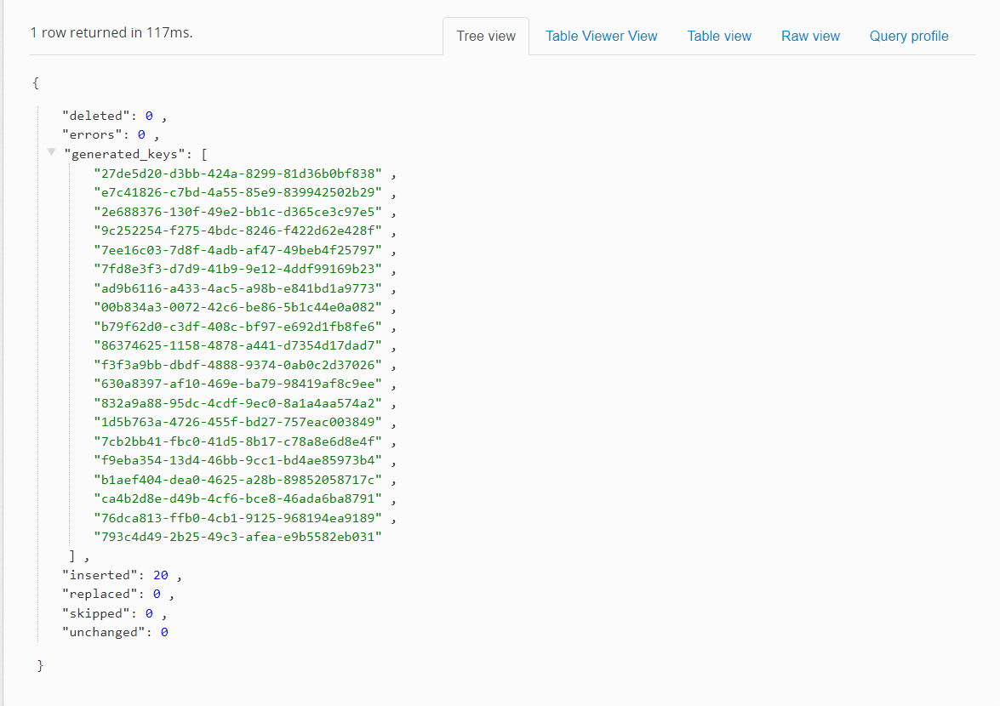 1 row returned in 117ms.
Tree view
Table Viewer View
Table view
Raw view
Query profile
{
"deleted": 0 ,
"errors": 0 ,
"generated_keys": [
"27de5d20-d3bb-424a-8299-81d36b0bf838" ,
"e7c41826-c7bd-4a55-85e9-839942502b29" ,
"2e688376-130f-49e2-bb1c-d365ce3c97e5" ,
"9c252254-f275-4bdc-8246-f422d62e428f" ,
"7ee16c03-7d8f-4adb-af47-49beb4f25797" ,
"7fd8e3f3-d7d9-41b9-9e12-4ddf99169b23" ,
"ad9b6116-a433-4ac5-a98b-e841bd1a9773" ,
"00b834a3-0072-42c6-be86-5b1c44e0a082" ,
"b79f62d0-c3df-408c-bf97-e692d1fb8fe6" ,
"86374625-1158-4878-a441-d7354d17dad7" ,
"f3f3a9bb-dbdf-4888-9374-0ab0c2d37026" ,
"630a8397-af10-469e-ba79-98419af8c9ee" ,
"832a9a88-95dc-4cdf-9ec0-8a1a4aa574a2" ,
"1d5b763a-4726-455f-bd27-757eac003849" ,
"7cb2bb41-fbc0-41d5-8b17-c78a8e6d8e4f" ,
"f9eba354-13d4-46bb-9cc1-bd4ae85973b4" ,
"b1aef404-dea0-4625-a28b-89852058717c" ,
"ca4b2d8e-d49b-4cf6-bce8-46ada6ba8791" ,
"76dca813-ffb0-4cb1-9125-968194ea9189" ,
"793c4d49-2b25-49c3-afea-e9b5582eb031"
] ,
"inserted": 20 ,
"replaced": 0 ,
"skipped": 0 ,
"unchanged": 0
}